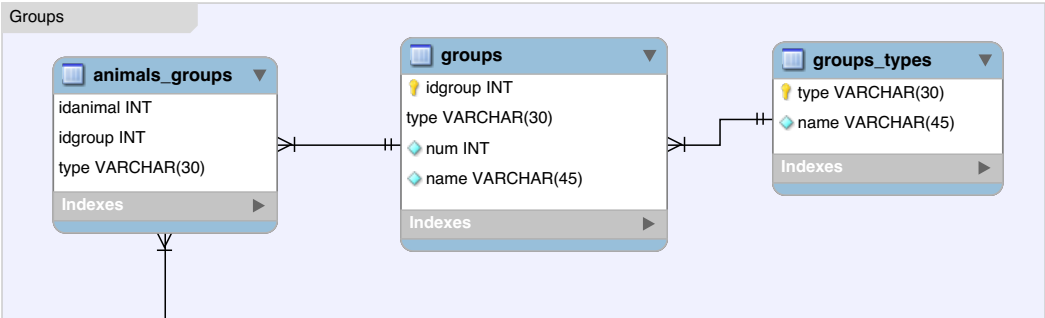 Groups
animals_groups
idanimal INT
idgroup INT
type VARCHAR(30)
Indexes
groups
idgroup INT
type VARCHAR(30)
num INT
name VARCHAR(45)
Indexes
groups_types
type VARCHAR(30)
name VARCHAR(45)
Indexes